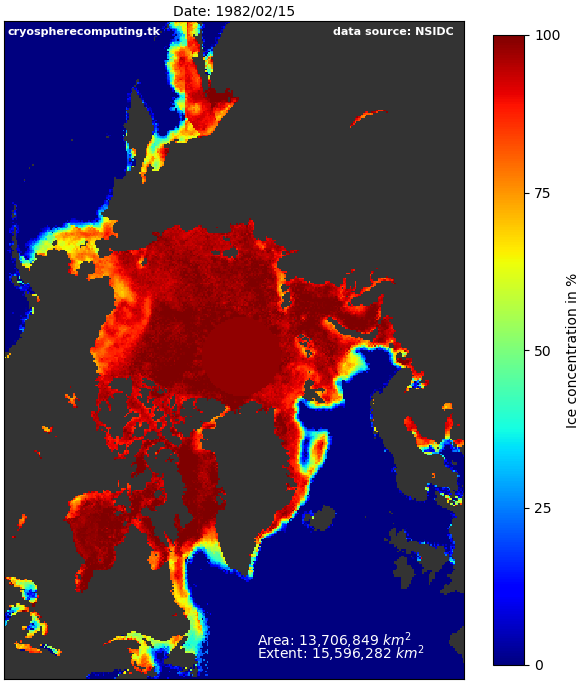 Date: 1982/02/15
cryospherecomputing.tk
data source: NSIDC
100
75
50
25
0
Ice concentration in %
Area: 13,706,849 km²
Extent: 15,596,282 km²